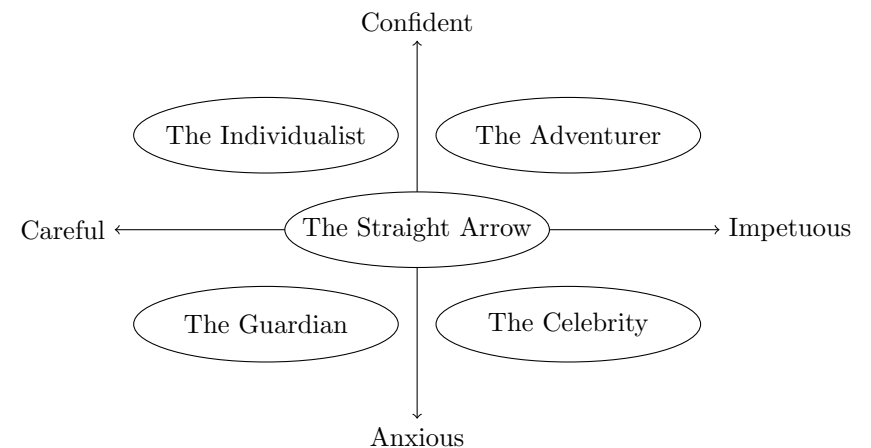 Confident
The Individualist
The Adventurer
Careful
The Straight Arrow
Impetuous
The Guardian
The Celebrity
Anxious